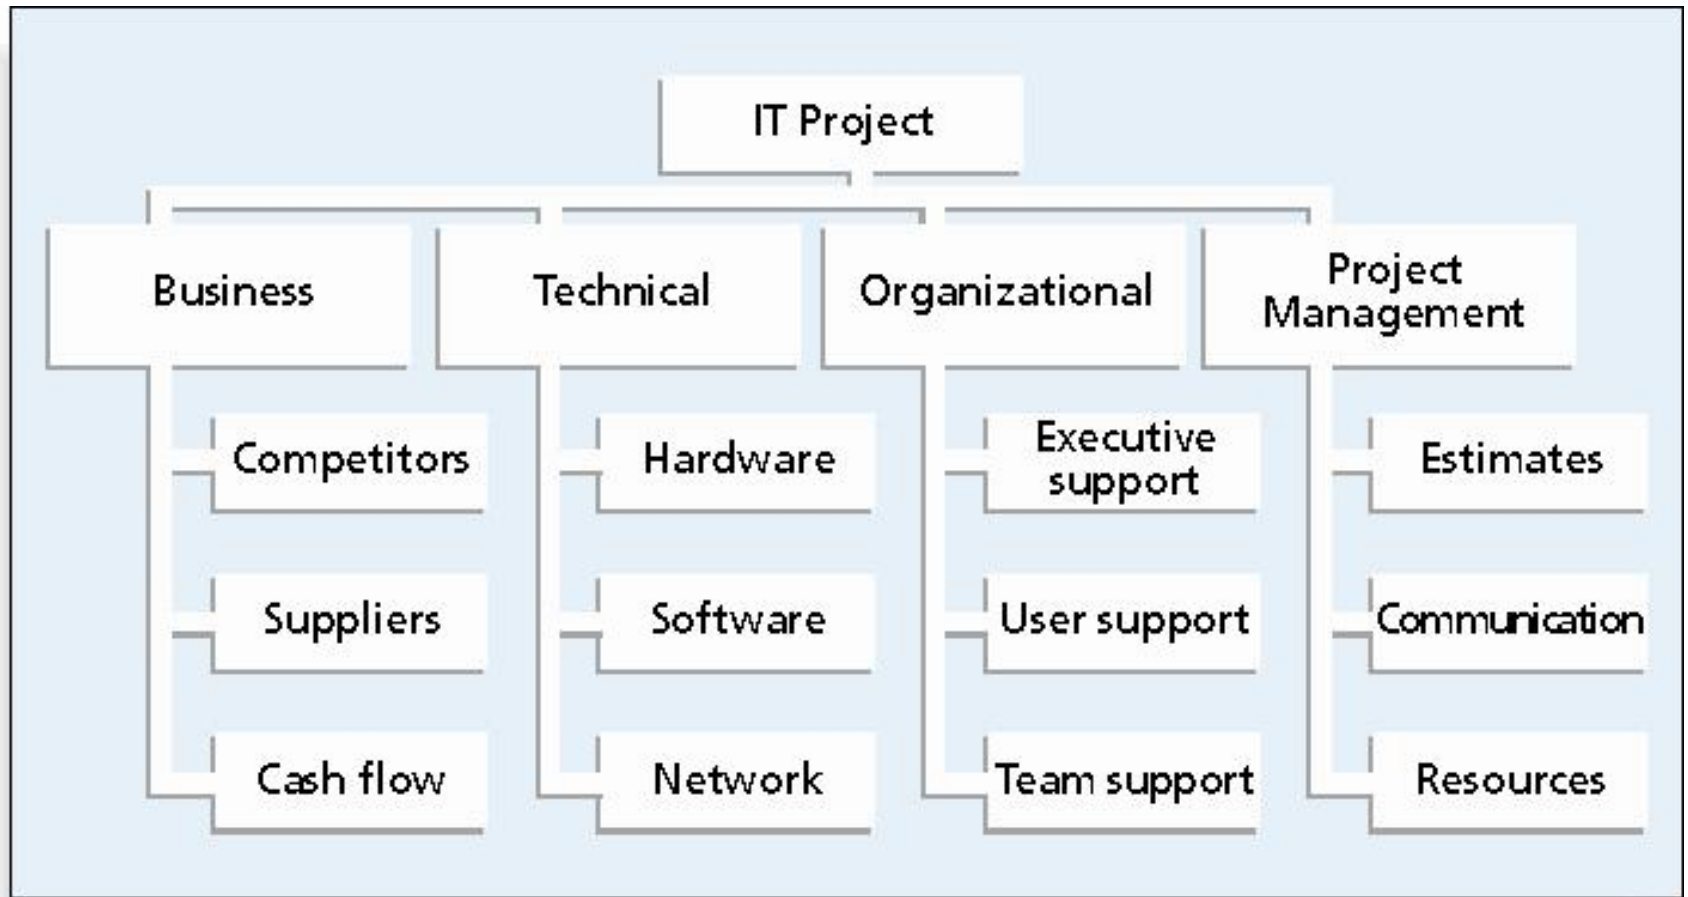 IT Project
Business
Technical
Organizational
Project
Management
Competitors
Hardware
Executive
support
Estimates
Suppliers
Software
User support
Communication
Cash flow
Network
Team support
Resources